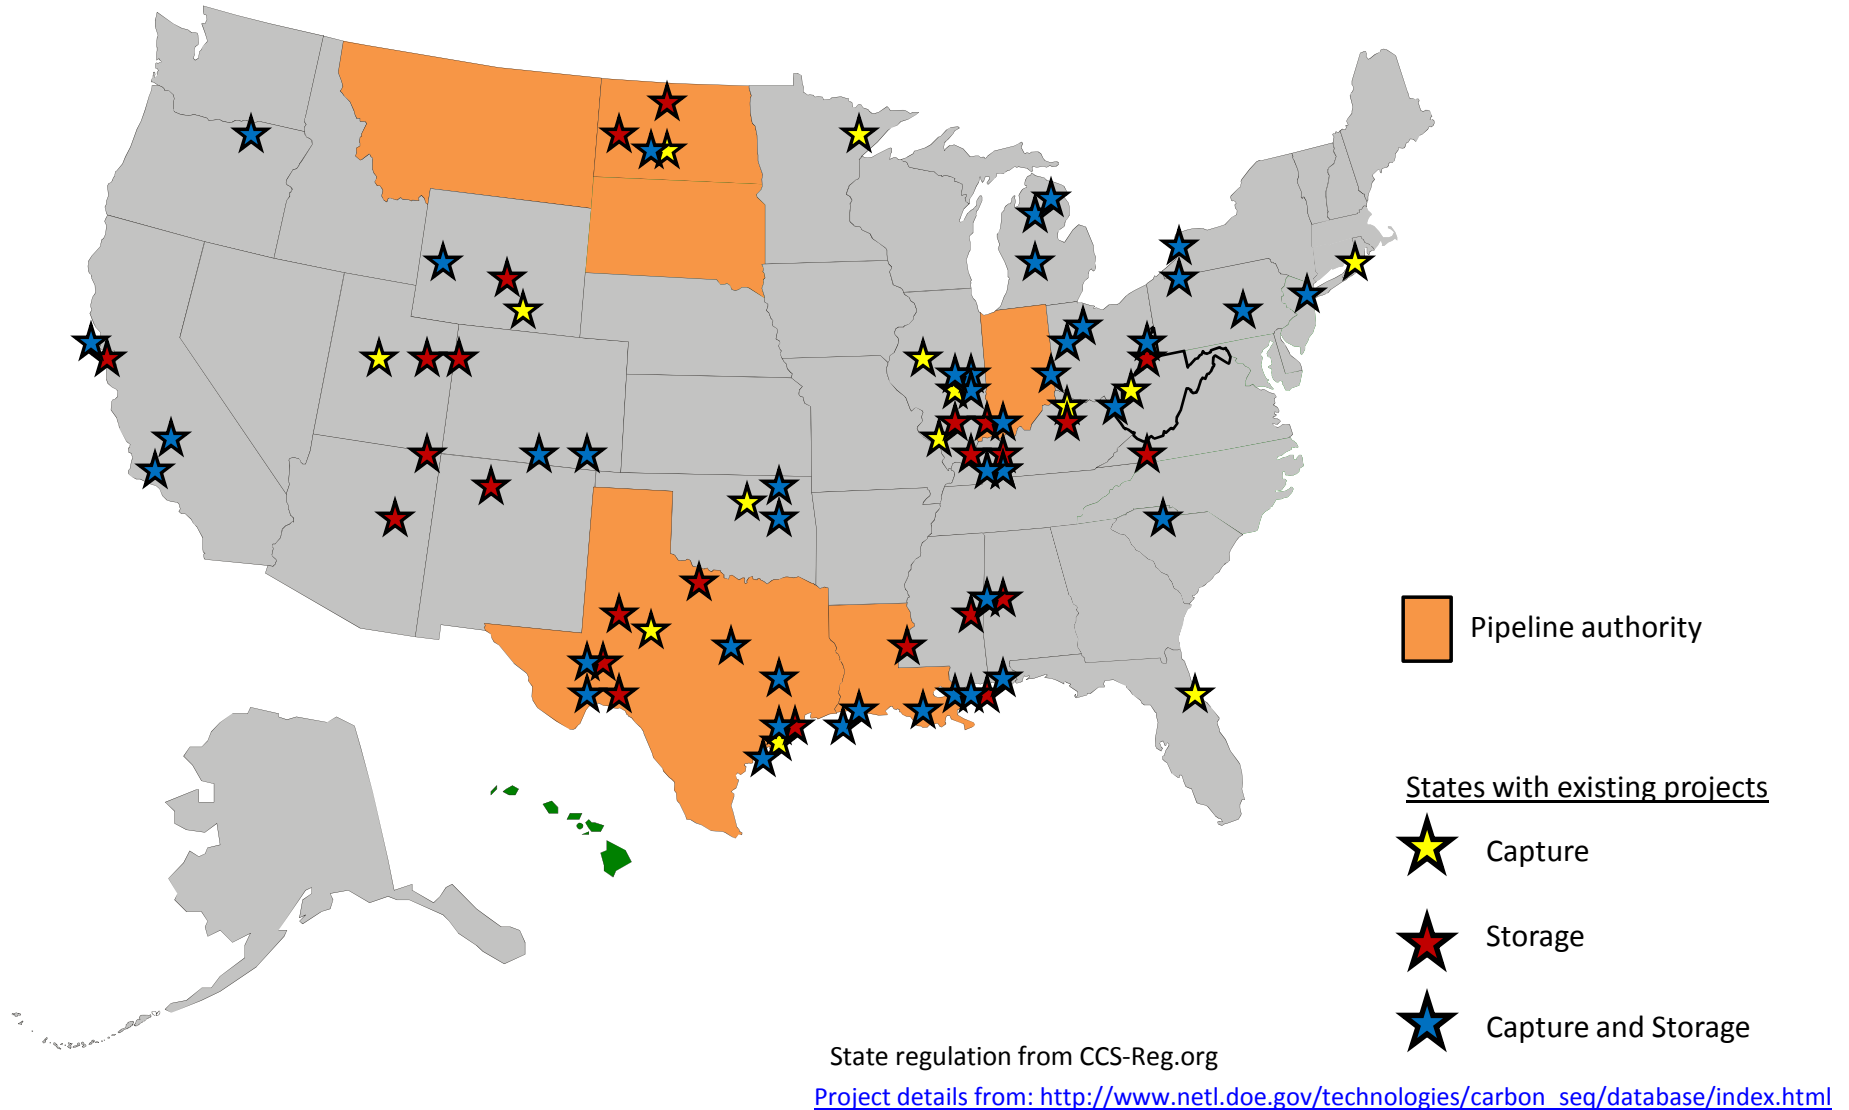 Pipeline authority
States with existing projects
Capture
Storage
Capture and Storage
State regulation from CCS-Reg.org
Project details from: http://www.netl.doe.gov/technologies/carbon_seq/database/index.html